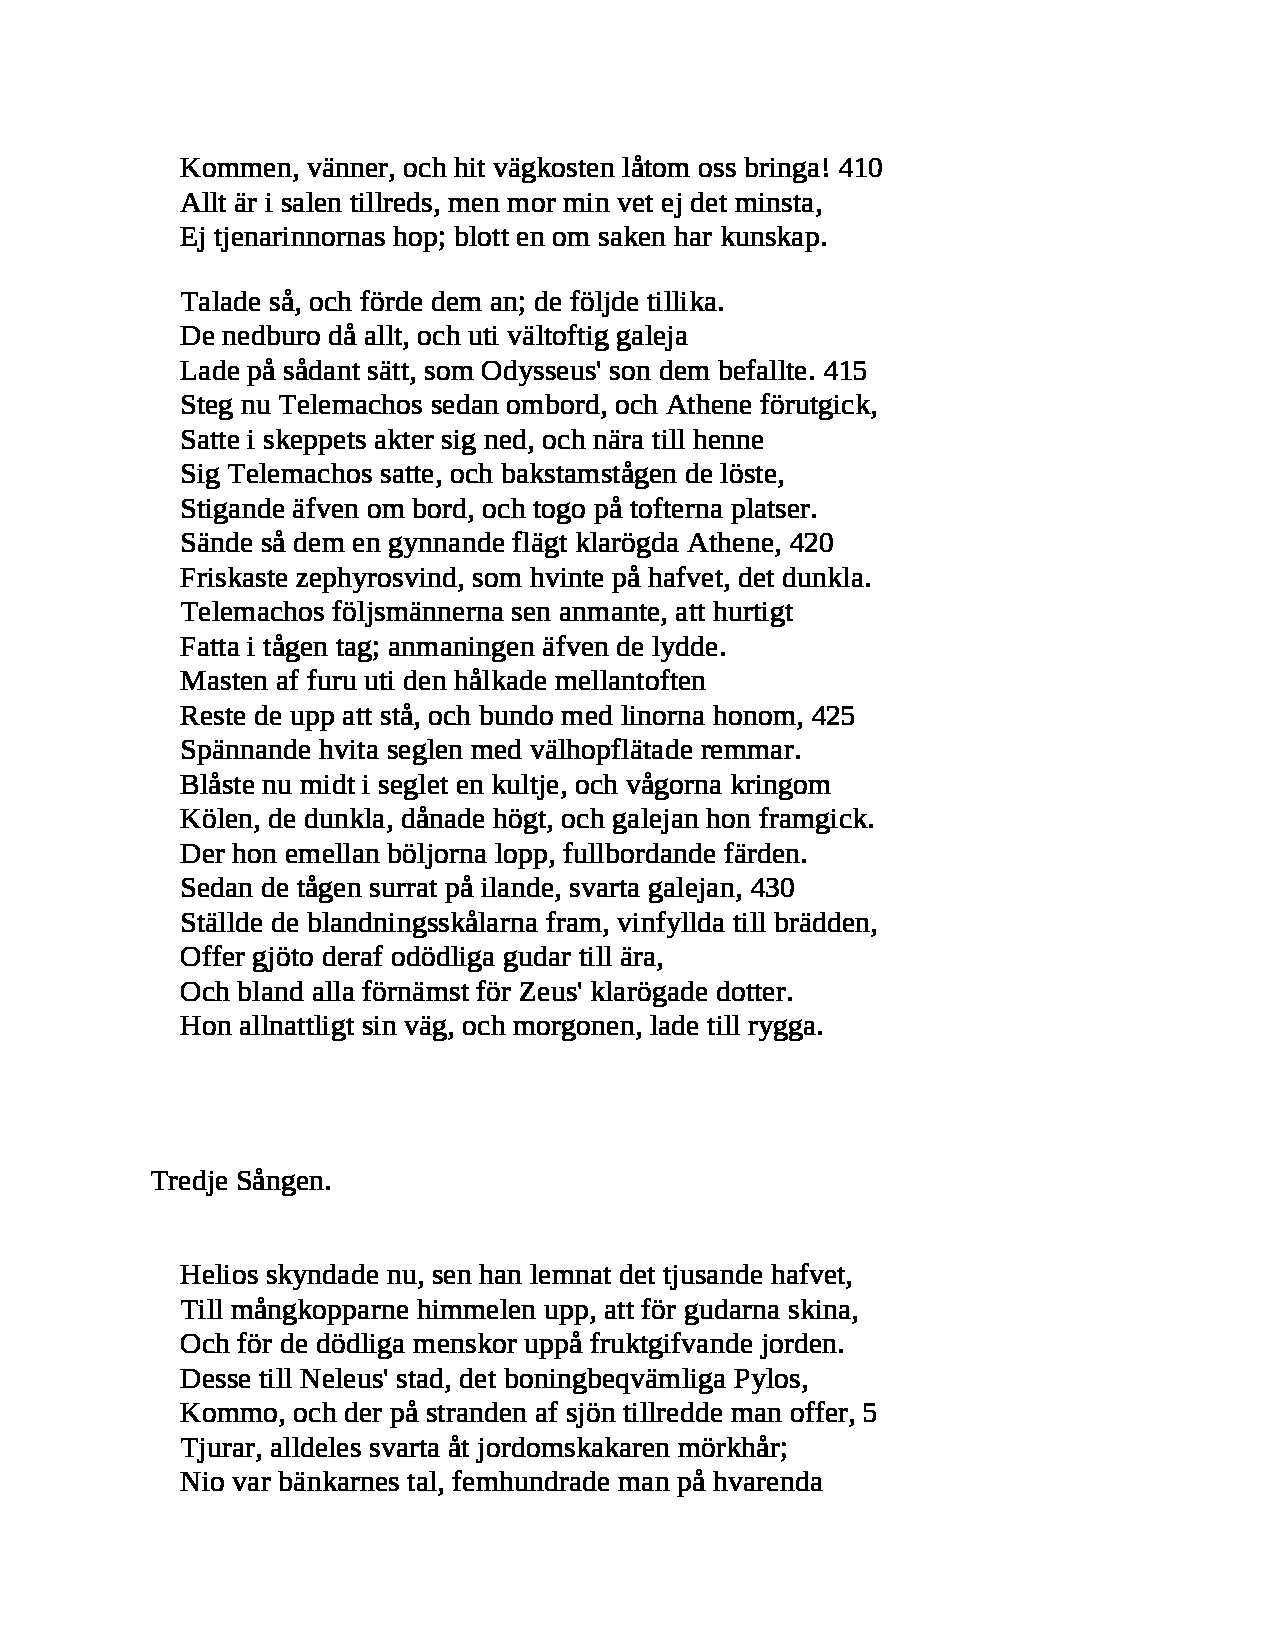 Kommen, vänner, och hit vägkosten låtom oss bringa! 410
Allt är i salen tillreds, men mor min vet ej det minsta,
Ej tjenarinnornas hop; blott en om saken har kunskap.
Talade så, och förde dem an; de följde tillika.
De nedburo då allt, och uti vältoftig galeja
Lade på sådant sätt, som Odysseus' son dem befallte. 415
Steg nu Telemachos sedan ombord, och Athene förutgick,
Satte i skeppets akter sig ned, och nära till henne
Sig Telemachos satte, och bakstamstågen de löste,
Stigande äfven om bord, och togo på tofterna platser.
Sände så dem en gynnande flägt klarögda Athene, 420
Friskaste zephyrosvind, som hvinte på hafvet, det dunkla.
Telemachos följsmännerna sen anmante, att hurtigt
Fatta i tågen tag; anmaningen äfven de lydde.
Masten af furu uti den hålkade mellantoften
Reste de upp att stå, och bundo med linorna honom, 425
Spännande hvita seglen med välhopflätade remmar.
Blåste nu midt i seglet en kultje, och vågorna kringom
Kölen, de dunkla, dånade högt, och galejan hon framgick.
Der hon emellan böljorna lopp, fullbordande färden.
Sedan de tågen surrat på ilande, svarta galejan, 430
Ställde de blandningsskålarna fram, vinfyllda till brädden,
Offer gjöto deraf odödliga gudar till ära,
Och bland alla förnämst för Zeus' klarögade dotter.
Hon allnattligt sin väg, och morgonen, lade till rygga.
Tredje Sången.
Helios skyndade nu, sen han lemnat det tjusande hafvet,
Till mångkopparne himmelen upp, att för gudarna skina,
Och för de dödliga menskor uppå fruktgifvande jorden.
Desse till Neleus' stad, det boningbeqvämliga Pylos,
Kommo, och der på stranden af sjön tillredde man offer, 5
Tjurar, alldeles svarta åt jordomskakaren mörkhår;
Nio var bänkarnes tal, femhundrade man på hvarenda